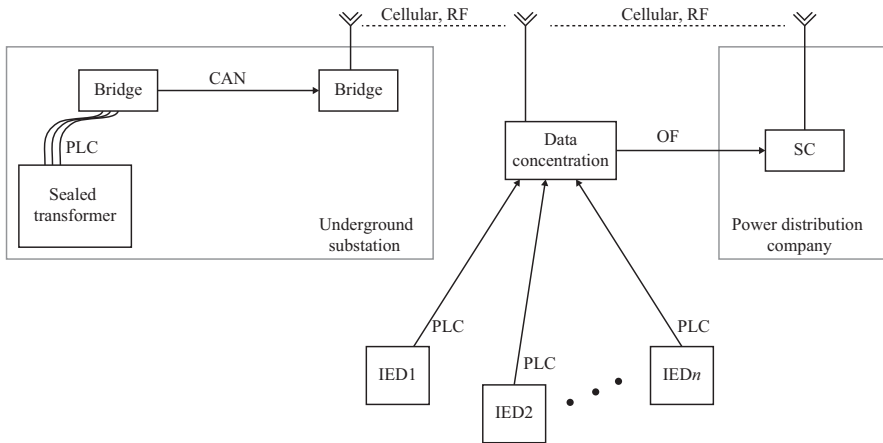 Cellular, RF
Cellular, RF
Bridge
CAN
Bridge
PLC
Sealed
transformer
Underground
substation
Data
concentration
OF
SC
Power distribution
company
PLC
PLC
PLC
IED1
IED2
IEDn